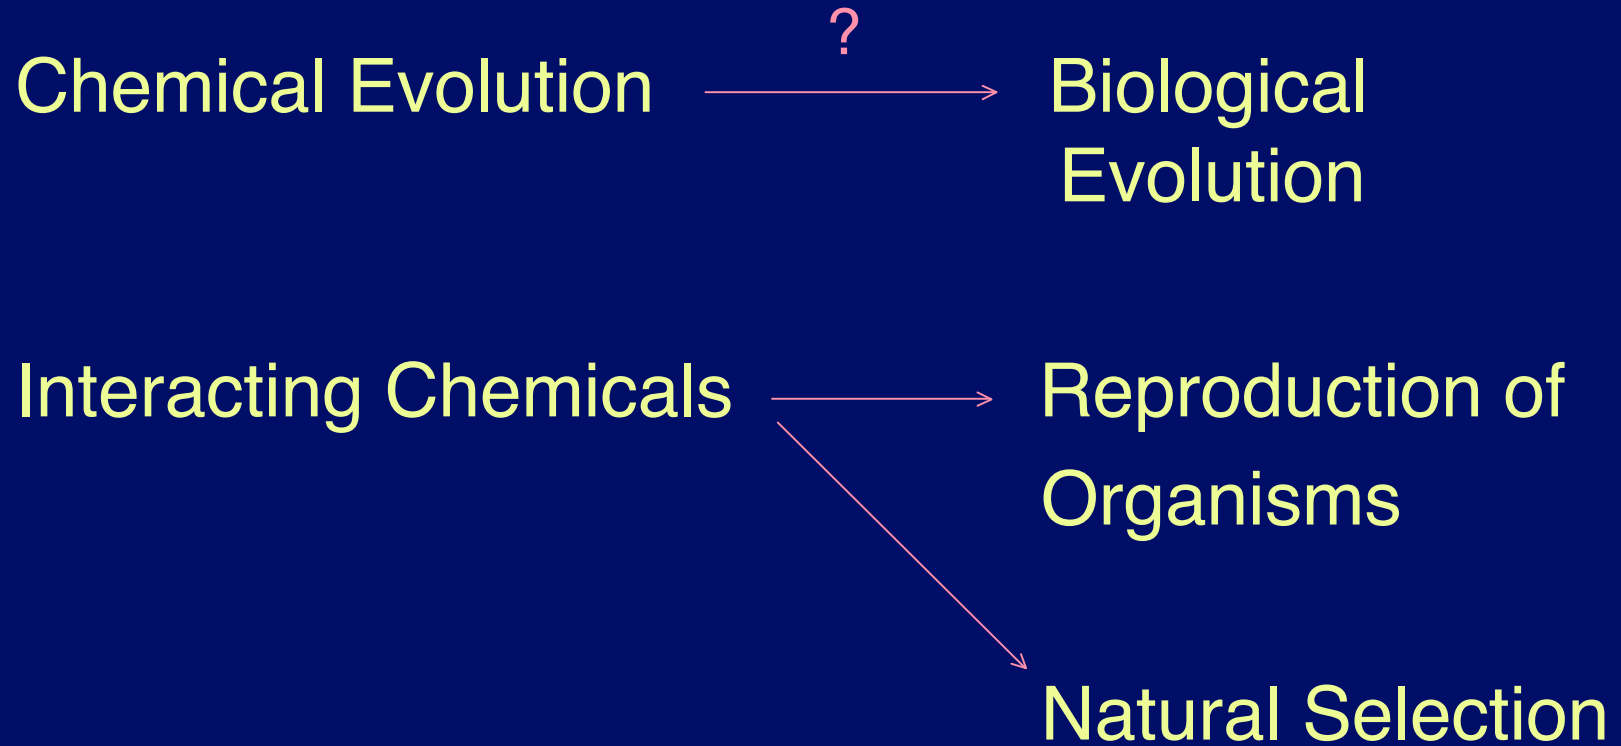 ?
Chemical Evolution Biological
Evolution
Interacting Chemicals Reproduction of
Organisms
Natural Selection